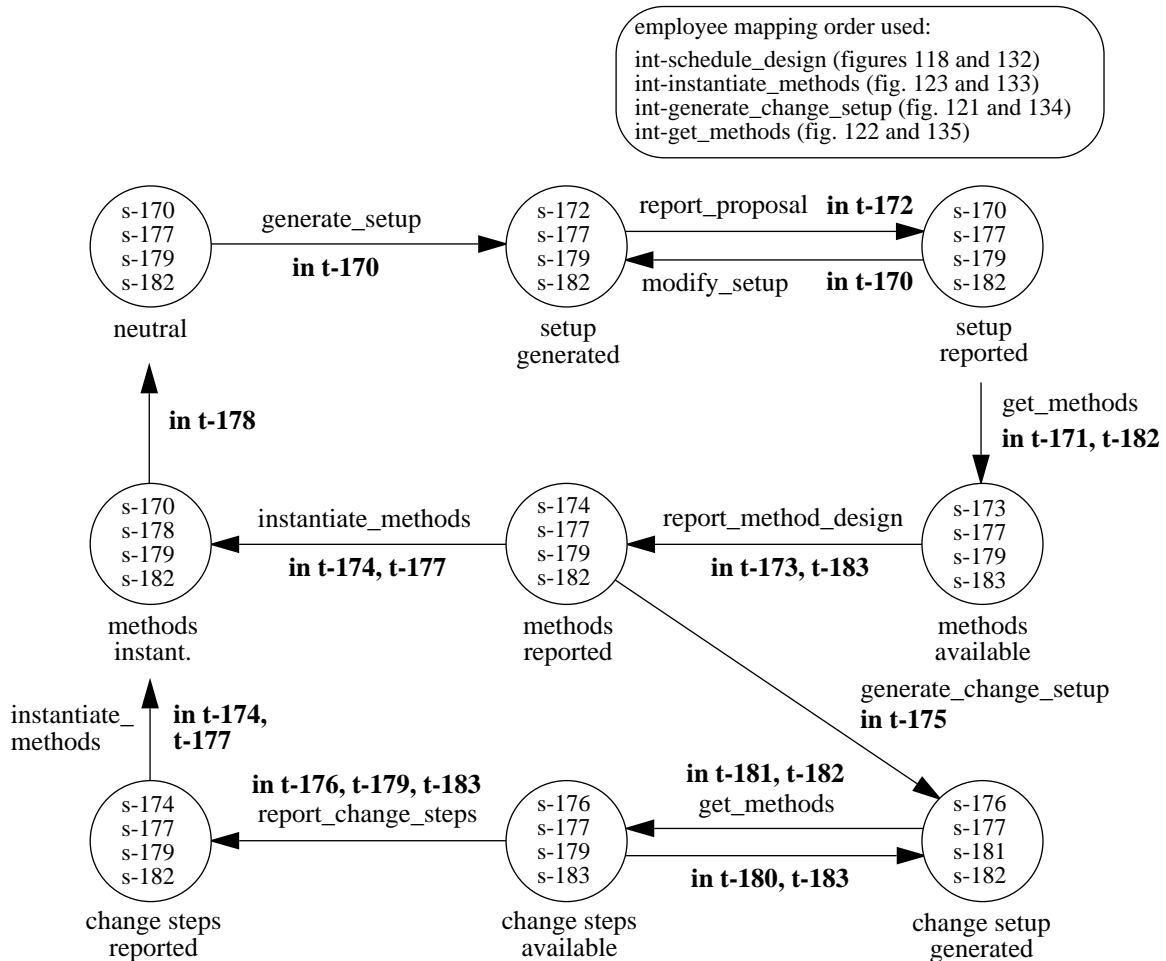 employee mapping order used:
int-schedule_design (figures 118 and 132)
int-instantiate_methods (fig. 123 and 133)
int-generate_change_setup (fig. 121 and 134)
int-get_methods (fig. 122 and 135)
s-170
s-177
s-179
s-182
neutral
generate_setup
in t-170
s-172
s-177
s-179
s-182
setup
generated
report_proposal in t-172
modify_setup in t-170
s-170
s-177
s-179
s-182
setup
reported
in t-178
get_methods
in t-171, t-182
s-170
s-178
s-179
s-182
methods
instant.
instantiate_methods
in t-174, t-177
s-174
s-177
s-179
s-182
methods
reported
report_method_design
in t-173, t-183
s-173
s-177
s-179
s-183
methods
available
generate_change_setup
in t-175
instantiate_
methods
in t-174,
t-177
s-174
s-177
s-179
s-182
change steps
reported
in t-176, t-179, t-183
report_change_steps
s-176
s-177
s-179
s-183
change steps
available
in t-181, t-182
get_methods
in t-180, t-183
s-176
s-177
s-181
s-182
change setup
generated